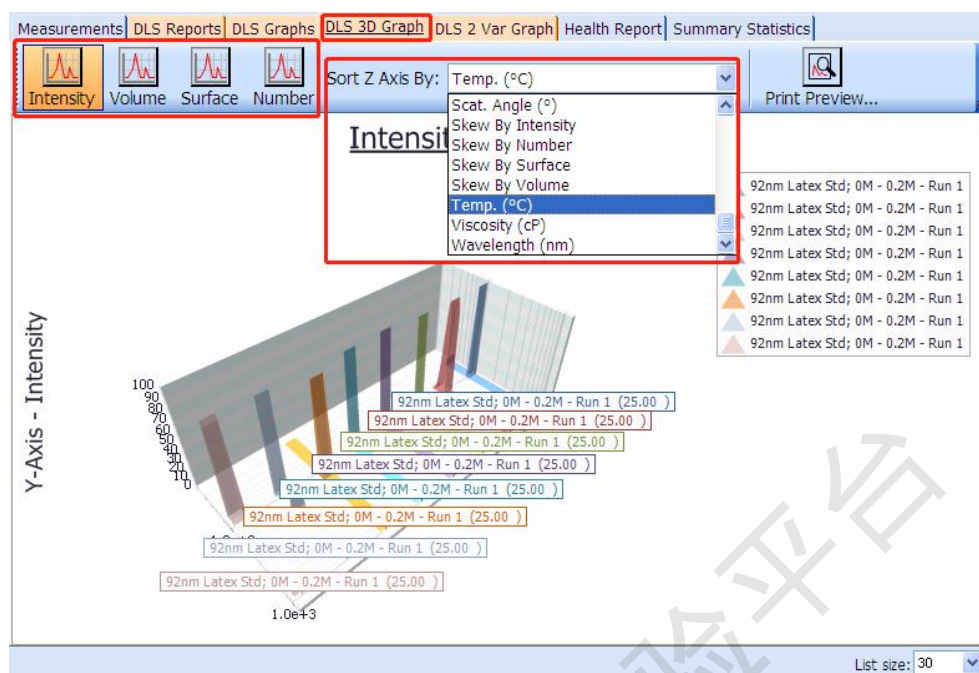 Measurements DLS Reports DLS Graphs DLS 3D Graph DLS 2 Var Graph Health Report Summary Statistics
Intensity Volume Surface Number Sort Z Axis By: Temp. (°C) Print Preview...
Scat. Angle (°)
Skew By Intensity
Skew By Number
Skew By Surface
Skew By Volume
Temp. (°C)
Viscosity (cP)
Wavelength (nm)
92nm Latex Std; 0M - 0.2M - Run 1
92nm Latex Std; 0M - 0.2M - Run 1
92nm Latex Std; 0M - 0.2M - Run 1
92nm Latex Std; 0M - 0.2M - Run 1
92nm Latex Std; 0M - 0.2M - Run 1
92nm Latex Std; 0M - 0.2M - Run 1
92nm Latex Std; 0M - 0.2M - Run 1
92nm Latex Std; 0M - 0.2M - Run 1
Y-Axis - Intensity
100
90
80
70
60
50
40
30
20
10
0
92nm Latex Std; 0M - 0.2M - Run 1 (25.00 )
92nm Latex Std; 0M - 0.2M - Run 1 (25.00 )
92nm Latex Std; 0M - 0.2M - Run 1 (25.00 )
92nm Latex Std; 0M - 0.2M - Run 1 (25.00 )
92nm Latex Std; 0M - 0.2M - Run 1 (25.00 )
92nm Latex Std; 0M - 0.2M - Run 1 (25.00 )
92nm Latex Std; 0M - 0.2M - Run 1 (25.00 )
92nm Latex Std; 0M - 0.2M - Run 1 (25.00 )
1.0e+3
List size: 30
验平台